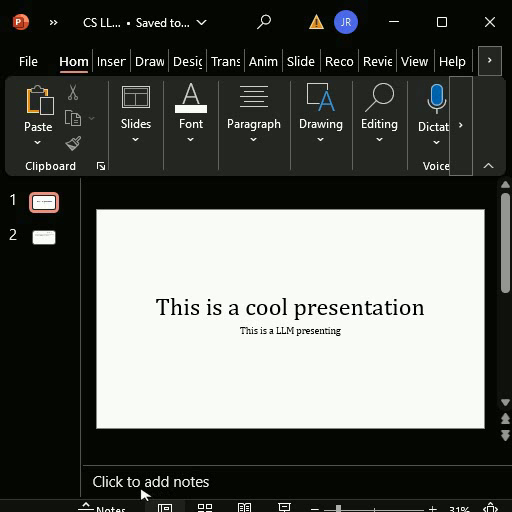 CS LL... • Saved to...
JR
File Hom Inser Draw Desig Trans Anim Slide Reco Revie View Help
Paste Slides Font Paragraph Drawing Editing Dictat
Clipboard Voice
1
2
This is a cool presentation
This is a LLM presenting
Click to add notes
Notes 31%